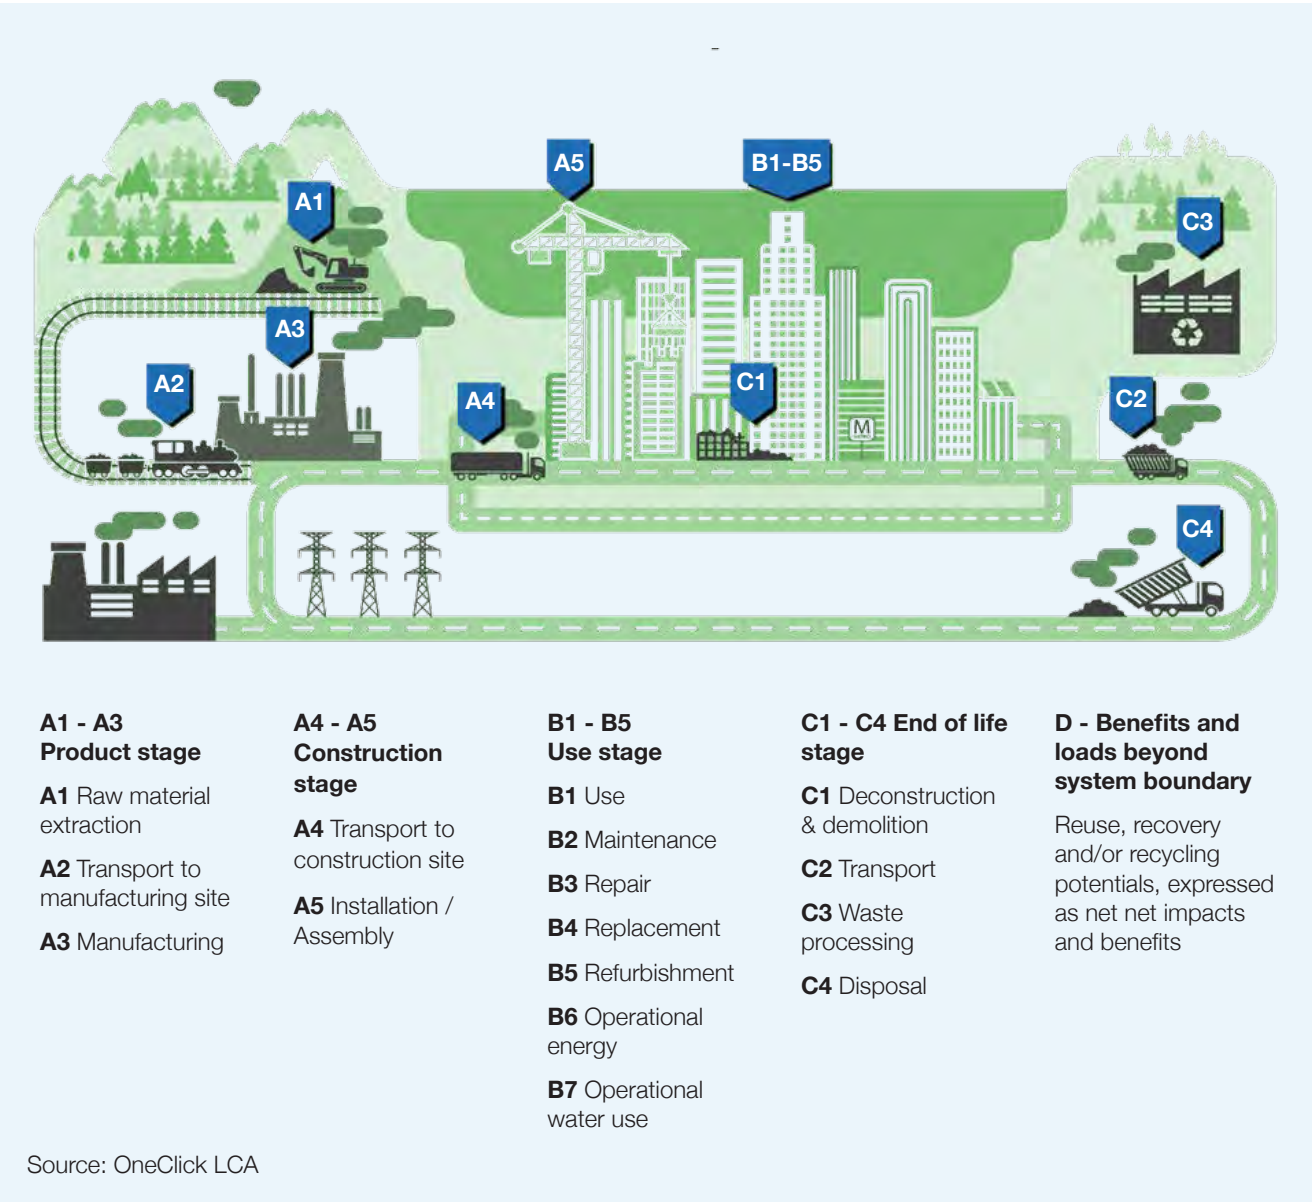 -
A5
B1-B5
A1
C3
A3
A2
C1
A4
C2
M
C4
A1 - A3
Product stage
A1 Raw material
extraction
A2 Transport to
manufacturing site
A3 Manufacturing
A4 - A5
Construction
stage
A4 Transport to
construction site
A5 Installation /
Assembly
B1 - B5
Use stage
B1 Use
B2 Maintenance
B3 Repair
B4 Replacement
B5 Refurbishment
B6 Operational
energy
B7 Operational
water use
C1 - C4 End of life
stage
C1 Deconstruction
& demolition
C2 Transport
C3 Waste
processing
C4 Disposal
D - Benefits and
loads beyond
system boundary
Reuse, recovery
and/or recycling
potentials, expressed
as net net impacts
and benefits
Source: OneClick LCA